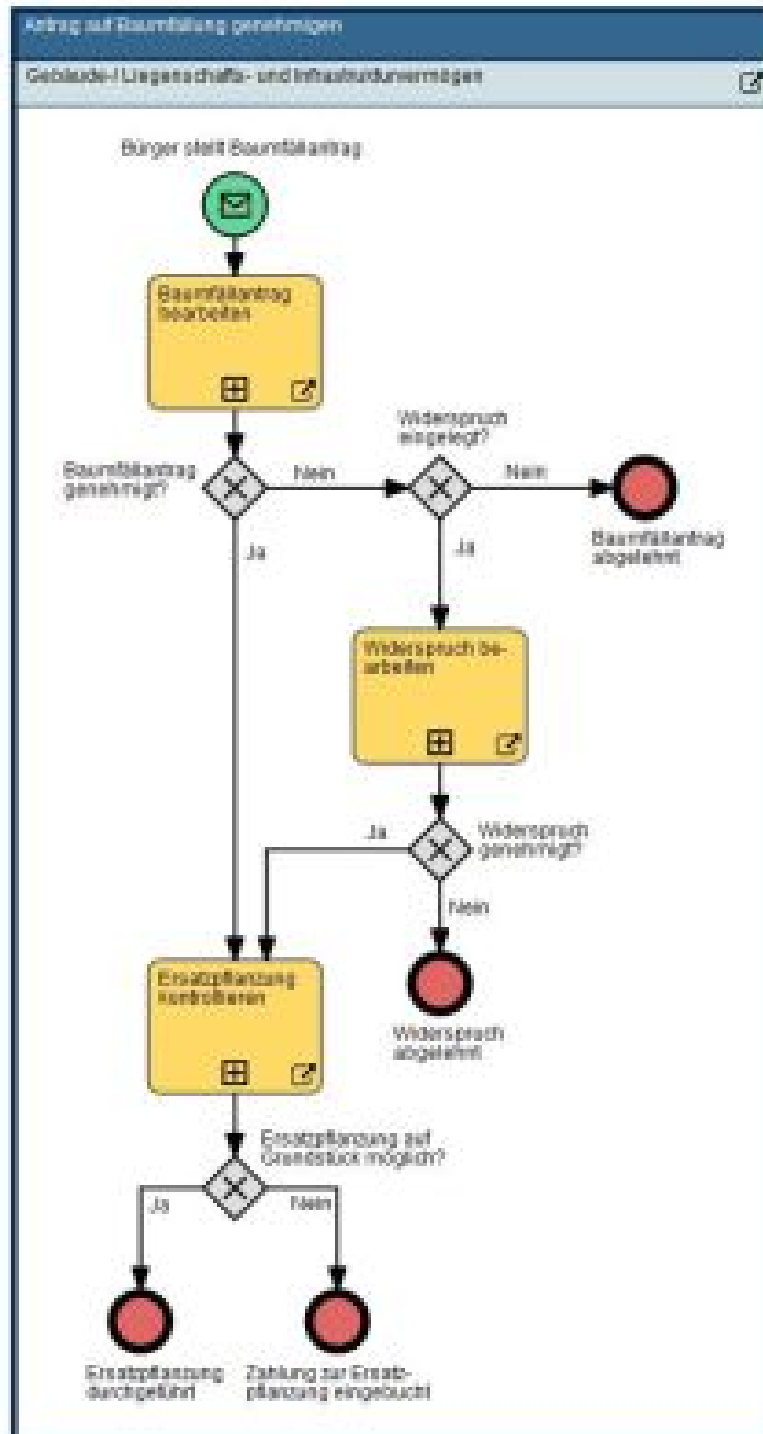 Antrag auf Baumfällung genehmigen
Gebäude-/ Liegenschafts- und Infrastrukturvermögen
Bürger stellt Baumfällantrag
Baumfällantrag
bearbeiten
Baumfällantrag
genehmigt?
Nein
Widerspruch
eingelegt?
Nein
Baumfällantrag
abgelehnt
Ja
Ja
Widerspruch be-
arbeiten
Ja
Widerspruch
genehmigt?
Nein
Ersatzpflanzung
kontrollieren
Widerspruch
abgelehnt
Ersatzpflanzung auf
Grundstück möglich?
Ja
Nein
Ersatzpflanzung
durchgeführt
Zahlung zur Ersatz-
pflanzung eingebucht